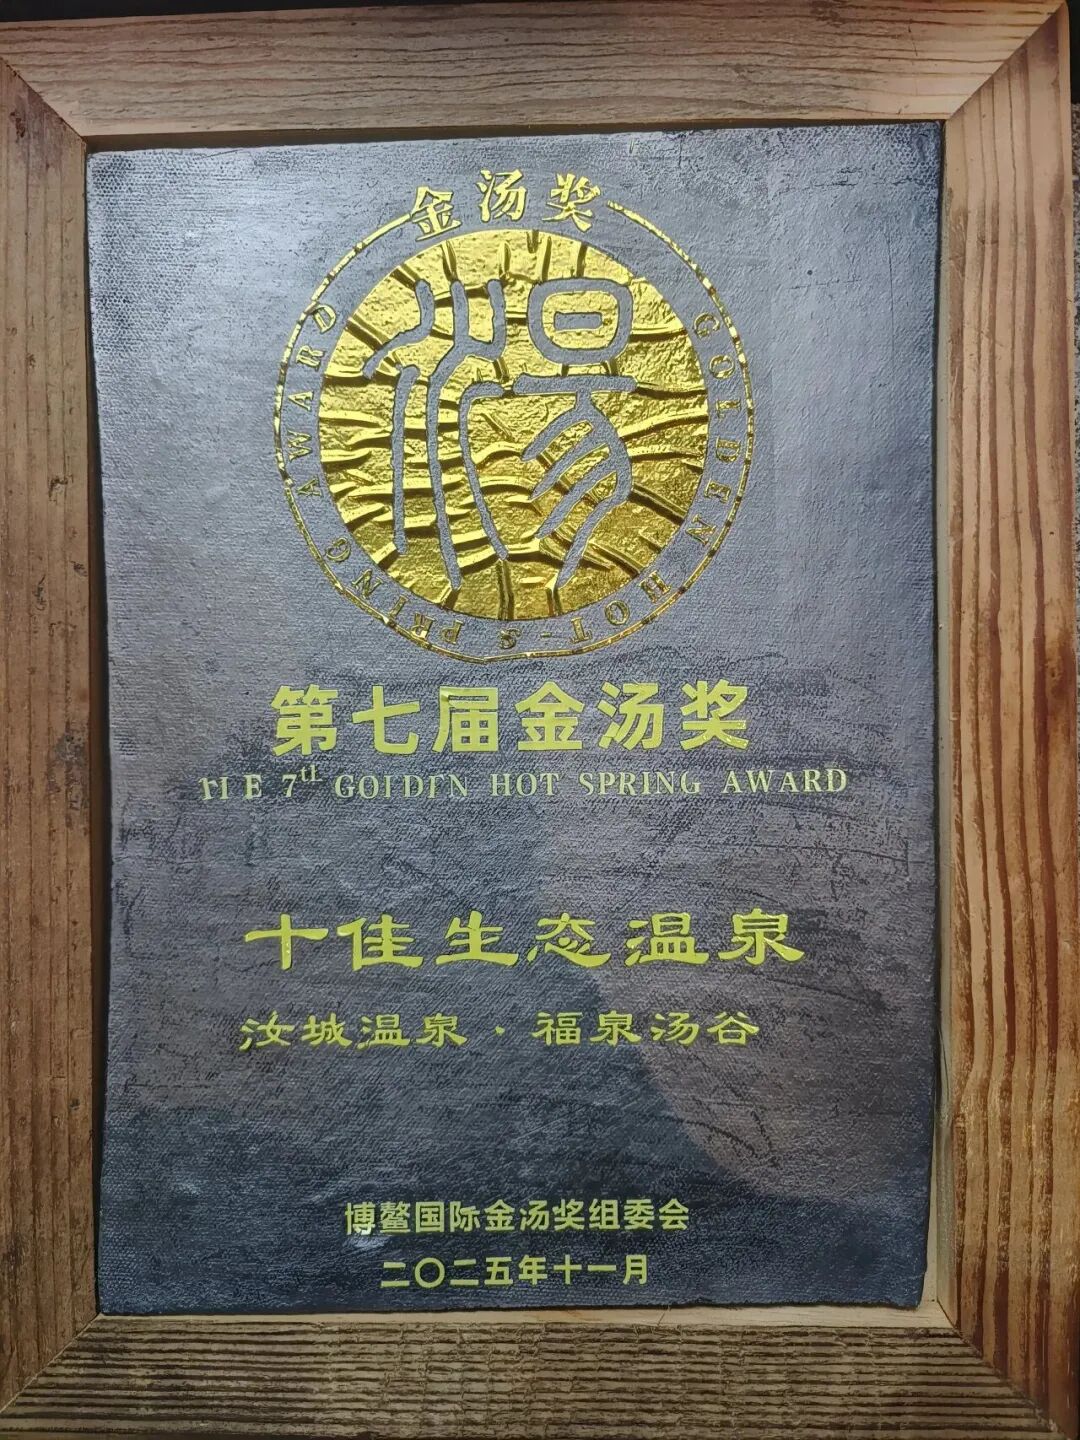 金汤奖
GOLDEN HOT-SPRING AWARD
湯
第七届金汤奖
THE 7th GOLDEN HOT SPRING AWARD
十佳生态温泉
汝城温泉·福泉汤谷
博鳌国际金汤奖组委会
二〇二五年十一月